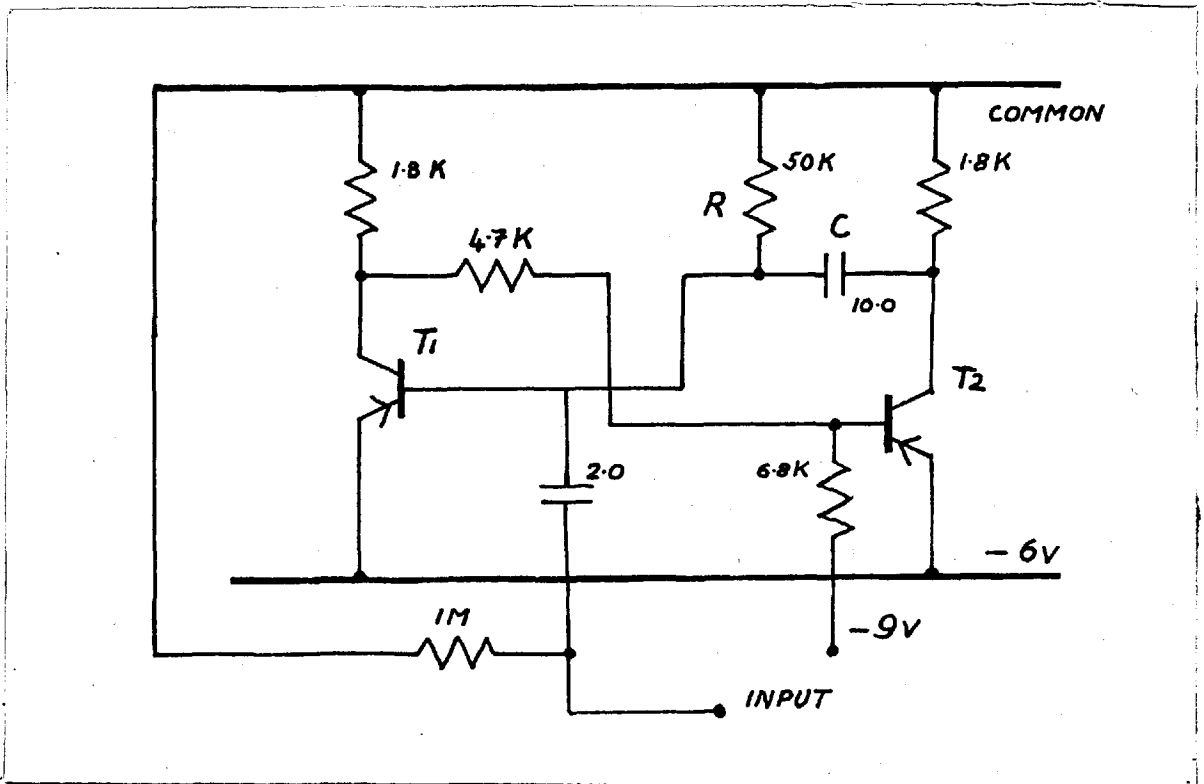 COMMON
1.8 K
50K
1.8K
R
C
4.7K
10.0
T1
T2
2.0
6.8K
- 6v
1M
-9v
INPUT